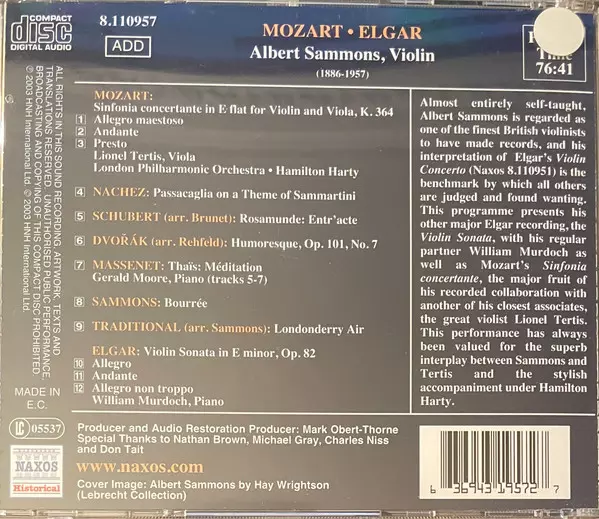 COMPACT
disc
DIGITAL AUDIO
8.110957
ADD
MOZART • ELGAR
Albert Sammons, Violin
(1886-1957)
Time
76:41
MOZART:
Sinfonia concertante in E flat for Violin and Viola, K. 364
1 Allegro maestoso
2 Andante
3 Presto
Lionel Tertis, Viola
London Philharmonic Orchestra • Hamilton Harty
4 NACHEZ: Passacaglia on a Theme of Sammartini
5 SCHUBERT (arr. Brunet): Rosamunde: Entr'acte
6 DVOŘÁK (arr. Rehfeld): Humoresque, Op. 101, No. 7
7 MASSENET: Thaïs: Méditation
Gerald Moore, Piano (tracks 5-7)
8 SAMMONS: Bourrée
9 TRADITIONAL (arr. Sammons): Londonderry Air
ELGAR: Violin Sonata in E minor, Op. 82
10 Allegro
11 Andante
12 Allegro non troppo
William Murdoch, Piano
Almost entirely self-taught,
Albert Sammons is regarded as
one of the finest British violinists
to have made records, and his
interpretation of Elgar's Violin
Concerto (Naxos 8.110951) is
the benchmark by which all others
are judged and found wanting.
This programme presents his
other major Elgar recording, the
Violin Sonata, with his regular
partner William Murdoch as
well as Mozart's Sinfonia
concertante, the major fruit of
his recorded collaboration with
another of his closest associates,
the great violist Lionel Tertis.
This performance has always
been valued for the superb
interplay between Sammons and
Tertis and the stylish
accompaniment under Hamilton
Harty.
ALL RIGHTS IN THIS SOUND RECORDING, ARTWORK, TEXTS AND
TRANSLATIONS RESERVED. UNAUTHORISED PUBLIC PERFORMANCE,
BROADCASTING AND COPYING OF THIS COMPACT DISC PROHIBITED.
℗ 2003 HNH International Ltd. © 2003 HNH International Ltd.
MADE IN
E.C.
LC 05537
NAXOS
Historical
Producer and Audio Restoration Producer: Mark Obert-Thorne
Special Thanks to Nathan Brown, Michael Gray, Charles Niss
and Don Tait
www.naxos.com
Cover Image: Albert Sammons by Hay Wrightson
(Lebrecht Collection)
6 36943 19572 7